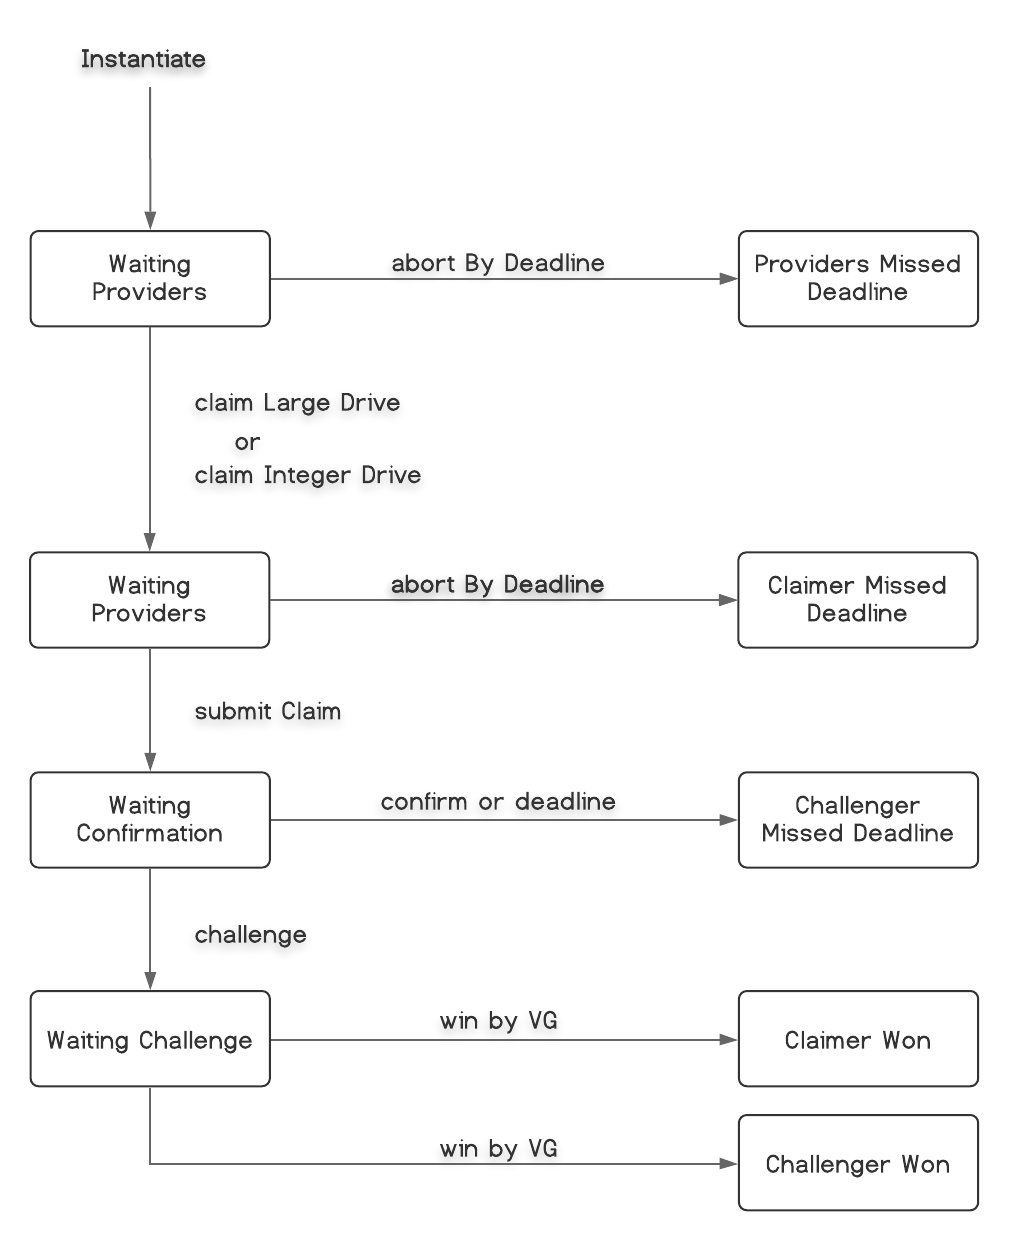 Instantiate
Waiting
Providers
abort By Deadline
Providers Missed
Deadline
claim Large Drive
or
claim Integer Drive
Waiting
Providers
abort By Deadline
Claimer Missed
Deadline
submit Claim
Waiting
Confirmation
confirm or deadline
Challenger
Missed Deadline
challenge
Waiting Challenge
win by VG
Claimer Won
win by VG
Challenger Won